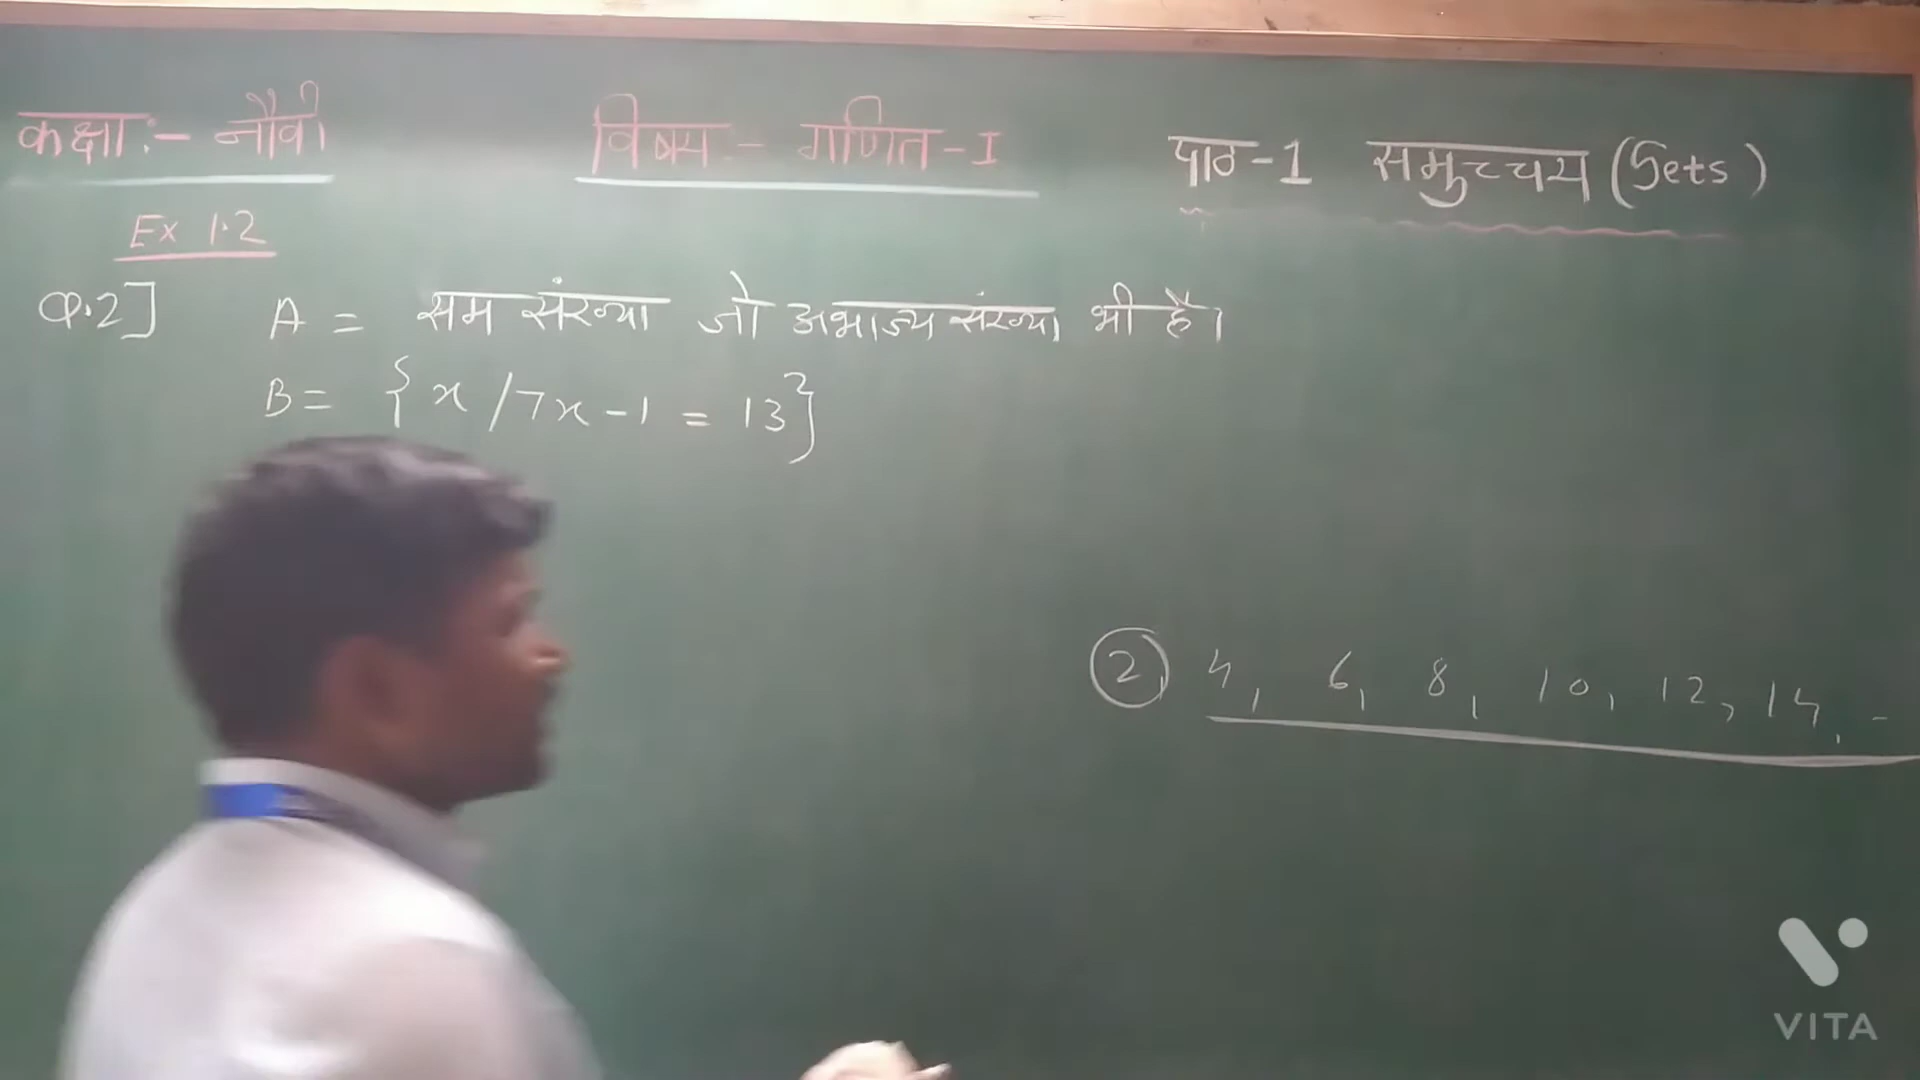 कक्षा:- नौवी विषय:- गणित-I पाठ-1 समुच्चय (Sets)
Ex 1.2
Q.2] A = सम संख्या जो अभाज्य संख्या भी है।
B = {x/7x-1 = 13}
2, 4, 6, 8, 10, 12, 14, -
VITA